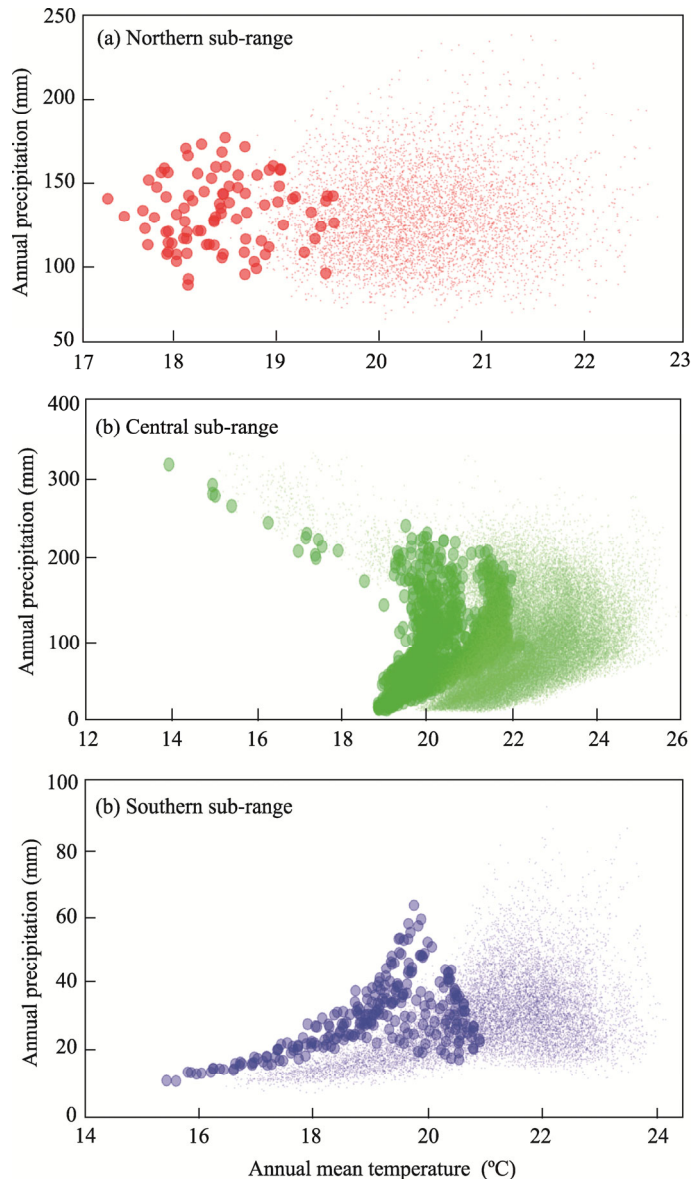 250
(a) Northern sub-range
200
Annual precipitation (mm)
150
100
50
17 18 19 20 21 22 23
400
(b) Central sub-range
300
Annual precipitation (mm)
200
100
0
12 14 16 18 20 22 24 26
100
(b) Southern sub-range
80
Annual precipitation (mm)
60
40
20
0
14 16 18 20 22 24
Annual mean temperature (ºC)